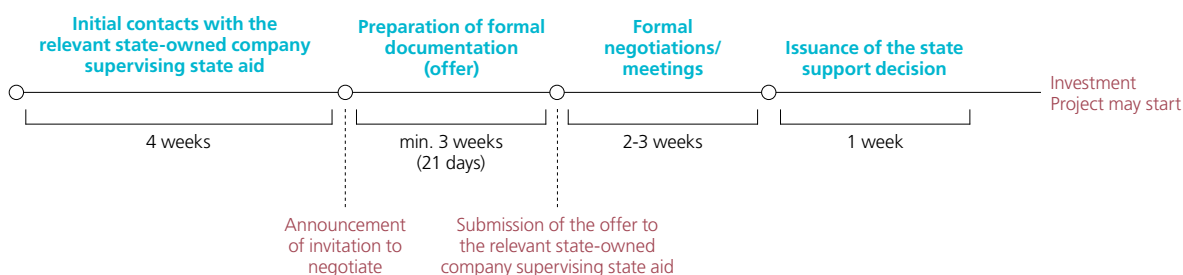 Initial contacts with the
relevant state-owned company
supervising state aid
Preparation of formal
documentation
(offer)
Formal
negotiations/
meetings
Issuance of the state
support decision
Investment
Project may start
4 weeks
min. 3 weeks
(21 days)
2-3 weeks
1 week
Announcement
of invitation to
negotiate
Submission of the offer to
the relevant state-owned
company supervising state aid